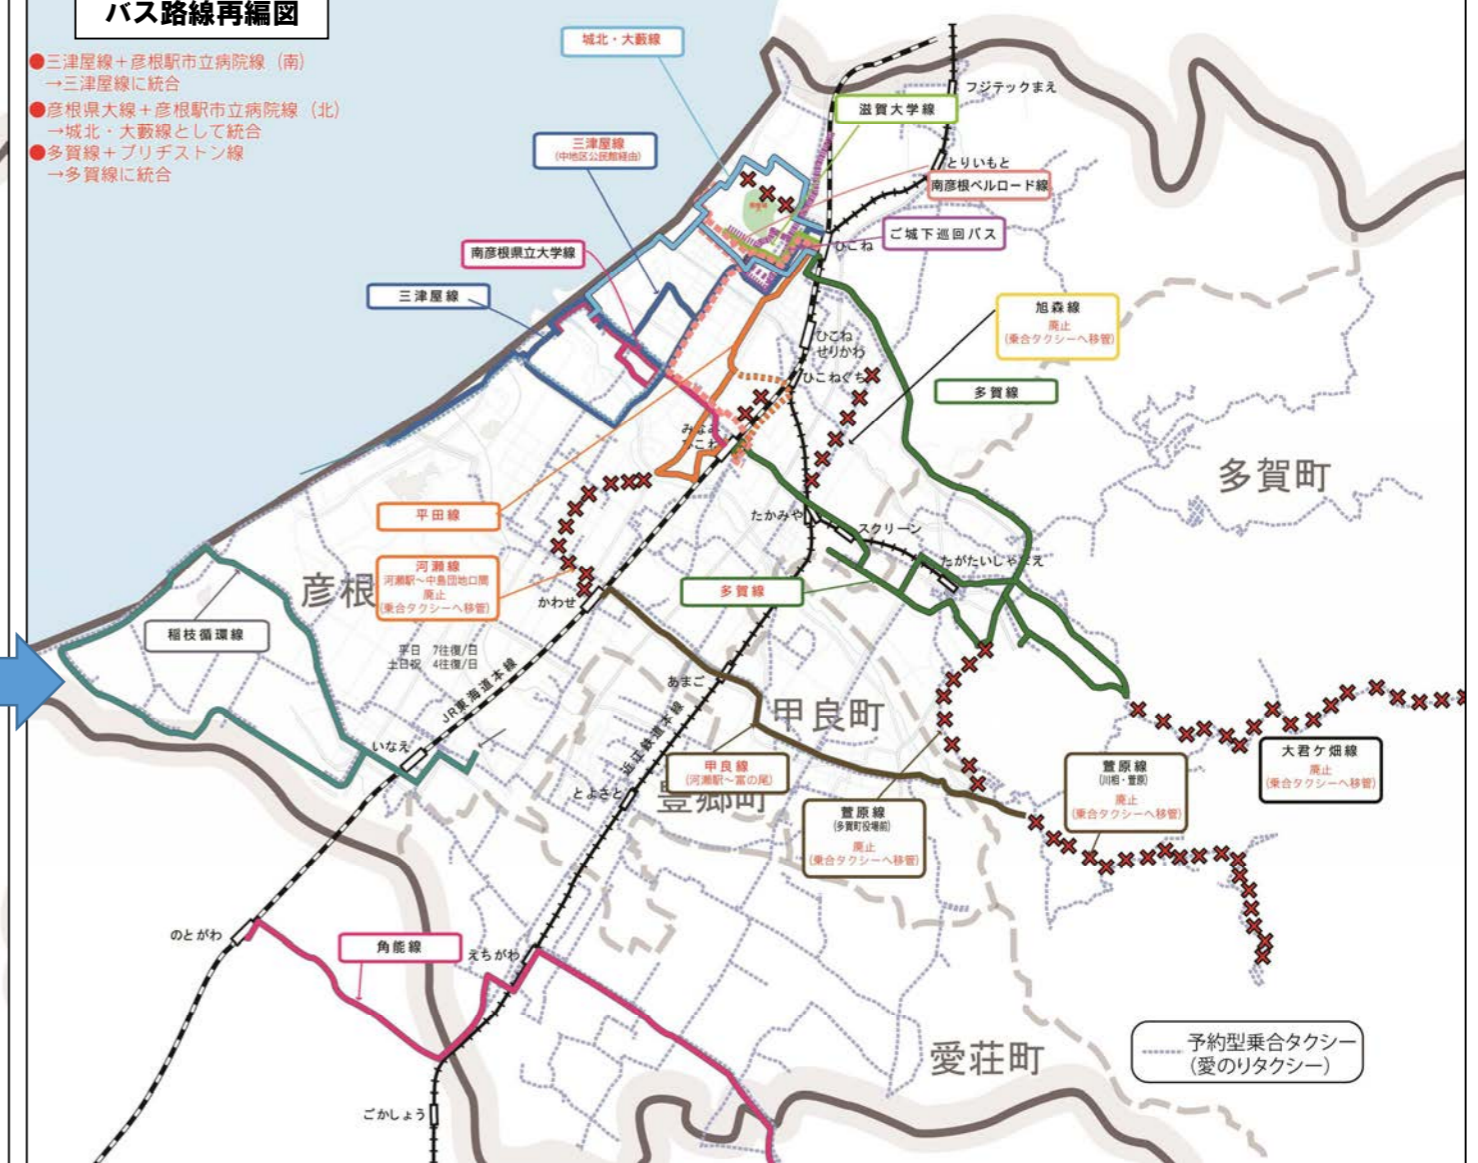 バス路線再編図
●三津屋線+彦根駅市立病院線（南）
→三津屋線に統合
●彦根県大線+彦根駅市立病院線（北）
→城北・大藪線として統合
●多賀線+ブリヂストン線
→多賀線に統合
城北・大藪線
滋賀大学線
フジテックまえ
三津屋線
（中地区公民館経由）
とりいもと
南彦根ベルロード線
ご城下巡回バス
ひこね
南彦根県立大学線
三津屋線
旭森線
廃止
（乗合タクシーへ移管）
ひこね
せりかわ
ひこねぐち
多賀線
みなみ
ひこね
多賀町
平田線
たかみや
スクリーン
たがたいしゃまえ
河瀬線
河瀬駅～中島団地口間
廃止
（乗合タクシーへ移管）
彦根
かわせ
多賀線
稲枝循環線
平日 7往復/日
土日祝 4往復/日
JR東海道本線
あまご
甲良町
いなえ
近江鉄道本線
甲良線
（河瀬駅～富の尾）
とよさと
豊郷町
萱原線
（多賀町役場前）
廃止
（乗合タクシーへ移管）
萱原線
（川相・萱原）
廃止
（乗合タクシーへ移管）
大君ケ畑線
廃止
（乗合タクシーへ移管）
のとがわ
角能線
えちがわ
愛荘町
予約型乗合タクシー
（愛のりタクシー）
ごかしょう